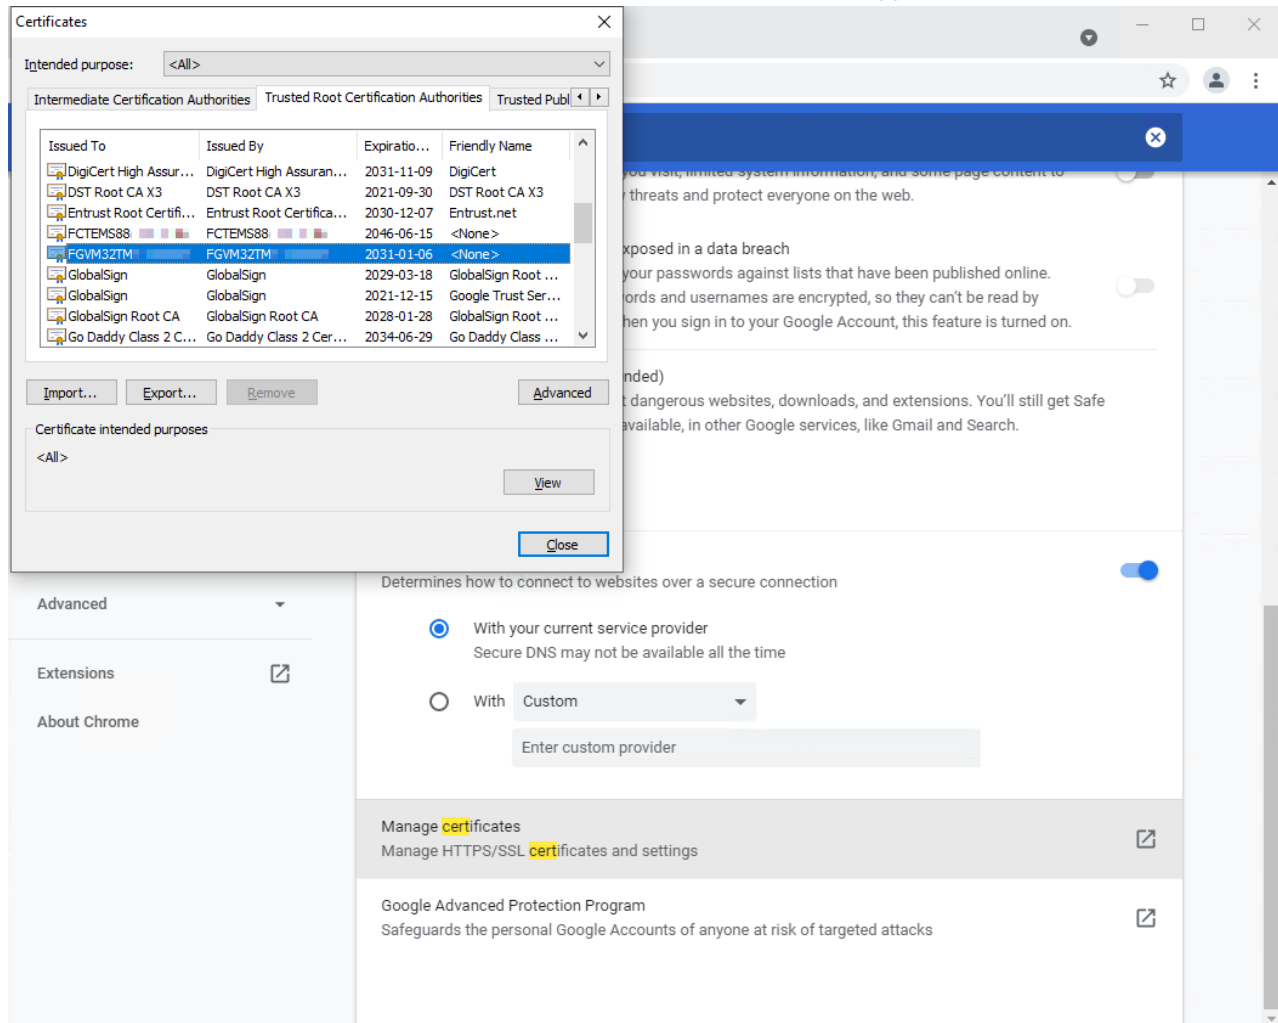 Certificates
Intended purpose: <All>
Intermediate Certification Authorities Trusted Root Certification Authorities Trusted Publ
Issued To Issued By Expiratio... Friendly Name
DigiCert High Assur... DigiCert High Assuran... 2031-11-09 DigiCert
DST Root CA X3 DST Root CA X3 2021-09-30 DST Root CA X3
Entrust Root Certifi... Entrust Root Certifica... 2030-12-07 Entrust.net
FCTEMS88 FCTEMS88 2046-06-15 <None>
FGVM32TM FGVM32TM 2031-01-06 <None>
GlobalSign GlobalSign 2029-03-18 GlobalSign Root ...
GlobalSign GlobalSign 2021-12-15 Google Trust Ser...
GlobalSign Root CA GlobalSign Root CA 2028-01-28 GlobalSign Root ...
Go Daddy Class 2 C... Go Daddy Class 2 Cer... 2034-06-29 Go Daddy Class ...
Import... Export... Remove Advanced
Certificate intended purposes
<All>
View
Close
you visit, limited system information, and some page content to
threats and protect everyone on the web.
xposed in a data breach
your passwords against lists that have been published online.
ords and usernames are encrypted, so they can't be read by
hen you sign in to your Google Account, this feature is turned on.
nded)
t dangerous websites, downloads, and extensions. You'll still get Safe
available, in other Google services, like Gmail and Search.
Determines how to connect to websites over a secure connection
Advanced
With your current service provider
Secure DNS may not be available all the time
Extensions
With Custom
About Chrome
Enter custom provider
Manage certificates
Manage HTTPS/SSL certificates and settings
Google Advanced Protection Program
Safeguards the personal Google Accounts of anyone at risk of targeted attacks